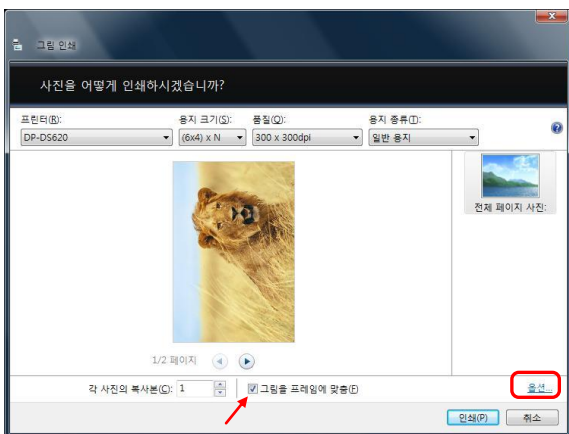 그림 인쇄
사진을 어떻게 인쇄하시겠습니까?
프린터(R): 용지 크기(S): 품질(Q): 용지 종류(T):
DP-DS620 (6x4) x N 300 x 300dpi 일반 용지
전체 페이지 사진:
1/2 페이지
각 사진의 복사본(C): 1 그림을 프레임에 맞춤(F) 옵션...
인쇄(P) 취소